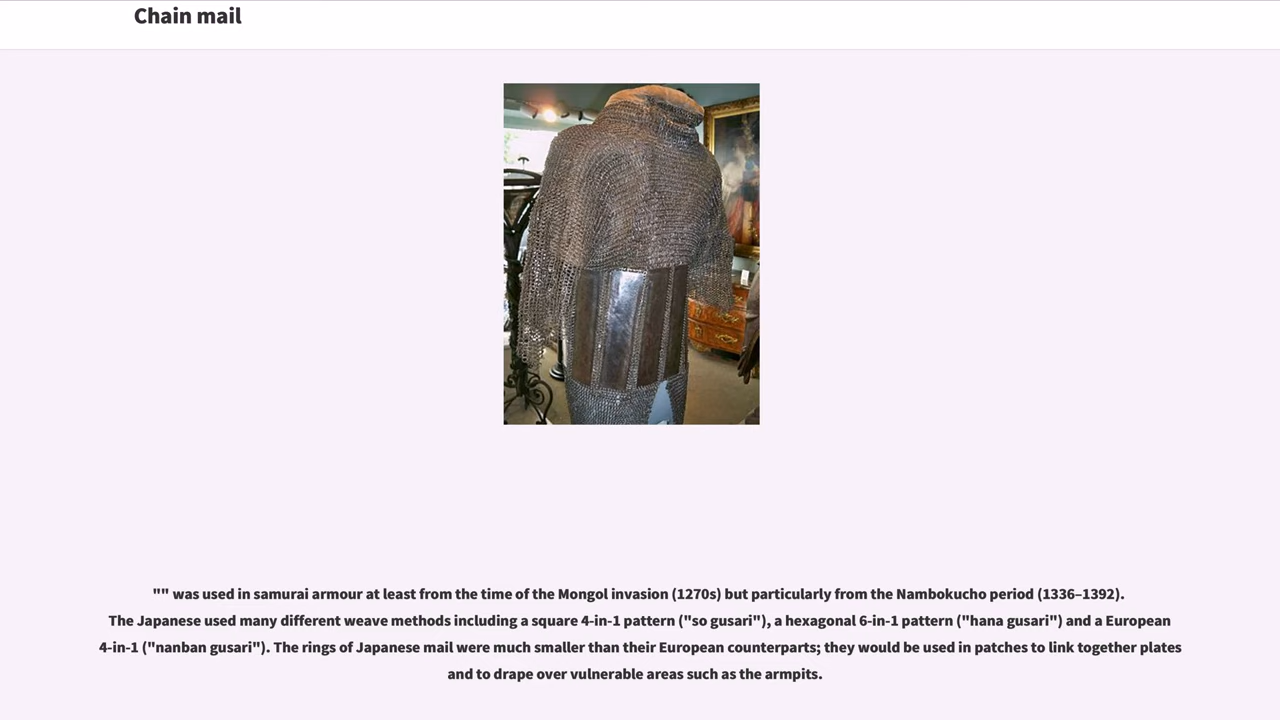 Chain mail
"" was used in samurai armour at least from the time of the Mongol invasion (1270s) but particularly from the Nambokucho period (1336–1392).
The Japanese used many different weave methods including a square 4-in-1 pattern ("so gusari"), a hexagonal 6-in-1 pattern ("hana gusari") and a European
4-in-1 ("nanban gusari"). The rings of Japanese mail were much smaller than their European counterparts; they would be used in patches to link together plates
and to drape over vulnerable areas such as the armpits.